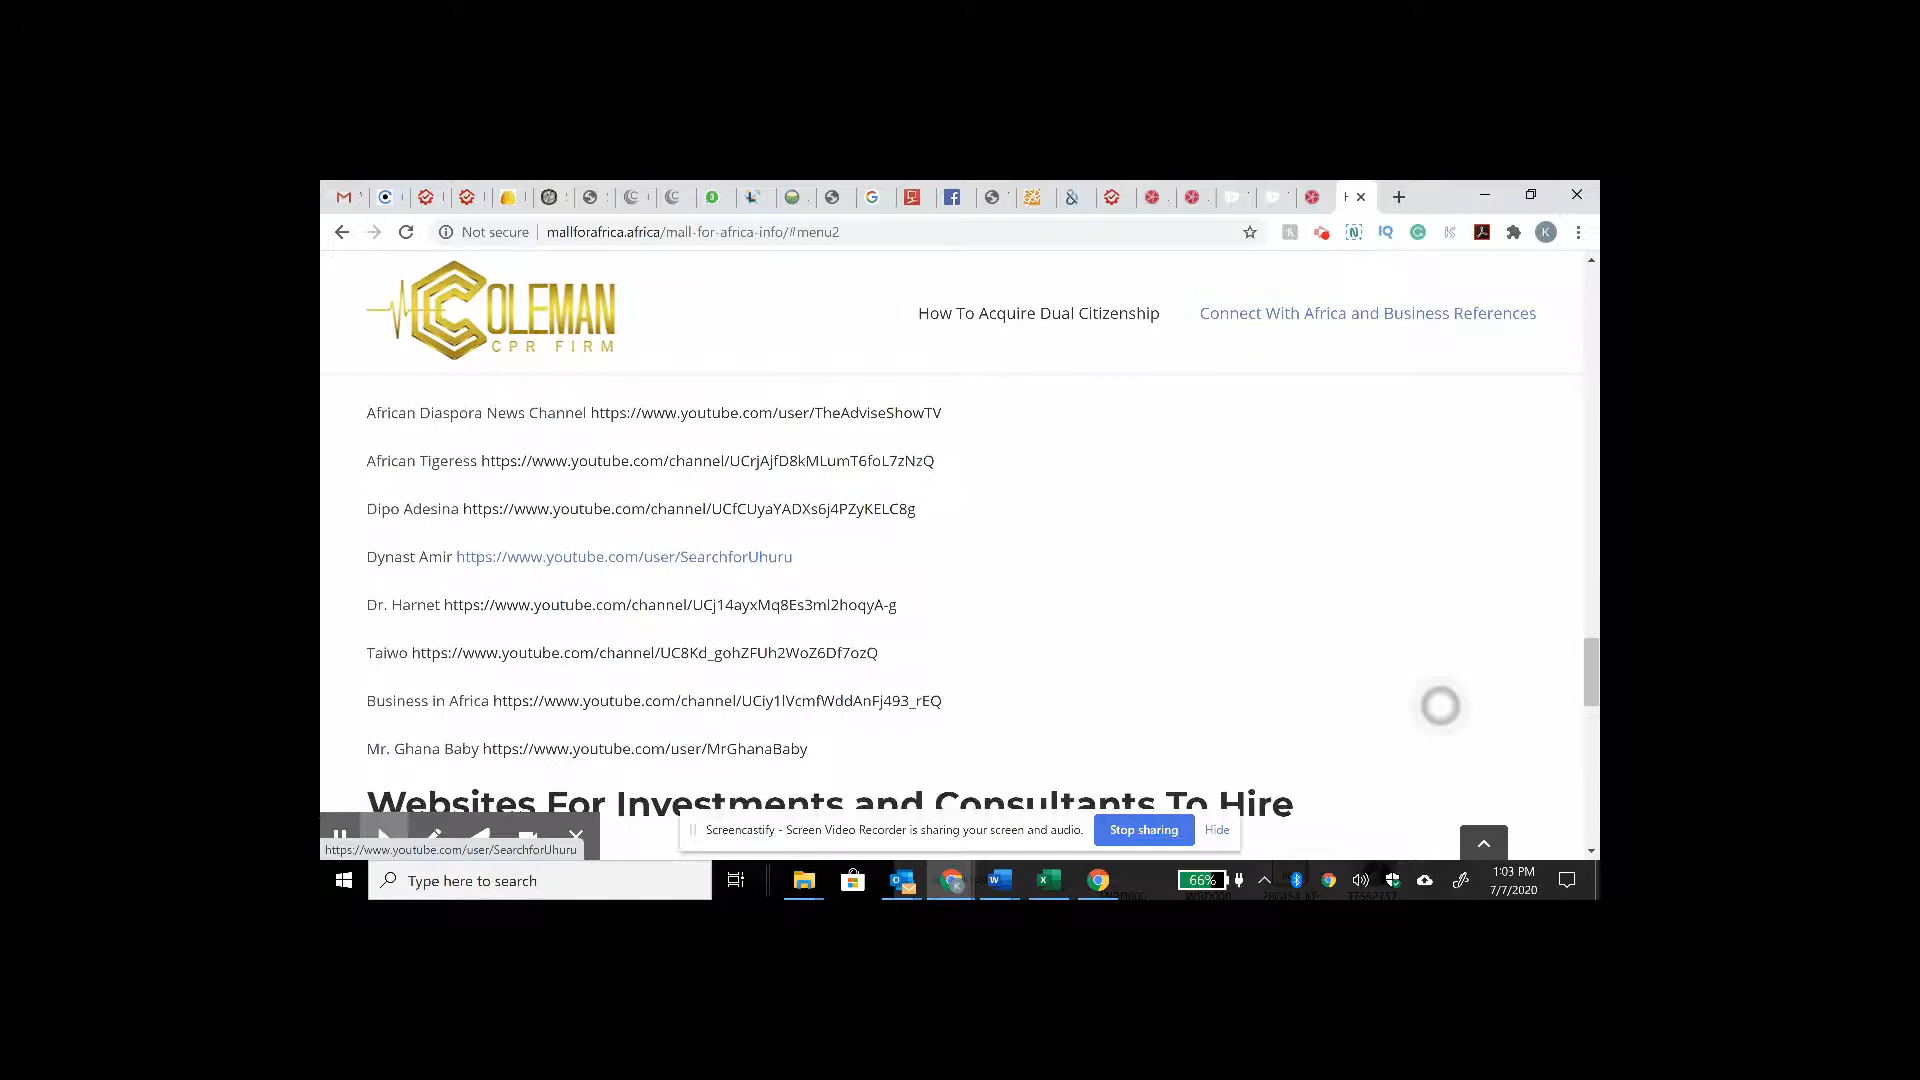 Not secure
mallforafrica.africa/mall-for-africa-info/#menu2
COLEMAN
CPR FIRM
How To Acquire Dual Citizenship
Connect With Africa and Business References
African Diaspora News Channel https://www.youtube.com/user/TheAdviseShowTV
African Tigeress https://www.youtube.com/channel/UCrjAjfD8kMLumT6foL7zNzQ
Dipo Adesina https://www.youtube.com/channel/UCfCUyaYADXs6j4PZyKELC8g
Dynast Amir https://www.youtube.com/user/SearchforUhuru
Dr. Harnet https://www.youtube.com/channel/UCj14ayxMq8Es3ml2hoqyA-g
Taiwo https://www.youtube.com/channel/UC8Kd_gohZFUh2WoZ6Df7ozQ
Business in Africa https://www.youtube.com/channel/UCiy1lVcmfWddAnFj493_rEQ
Mr. Ghana Baby https://www.youtube.com/user/MrGhanaBaby
Websites For Investments and Consultants To Hire
Screencastify - Screen Video Recorder is sharing your screen and audio.
Stop sharing
Hide
https://www.youtube.com/user/SearchforUhuru
Type here to search
66%
1:03 PM
7/7/2020